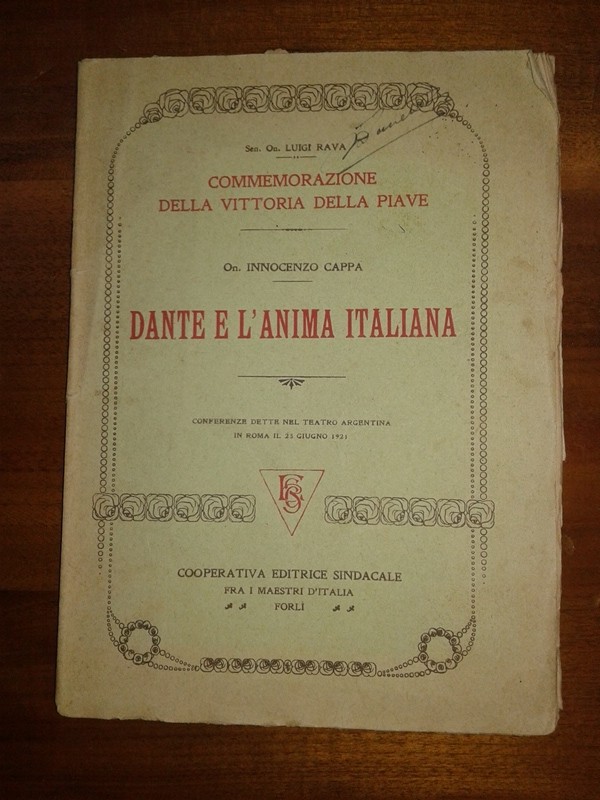 Sen. On. LUIGI RAVA
COMMEMORAZIONE
DELLA VITTORIA DELLA PIAVE
On. INNOCENZO CAPPA
DANTE E L'ANIMA ITALIANA
CONFERENZE DETTE NEL TEATRO ARGENTINA
IN ROMA IL 23 GIUGNO 1921
COOPERATIVA EDITRICE SINDACALE
FRA I MAESTRI D'ITALIA
FORLÌ